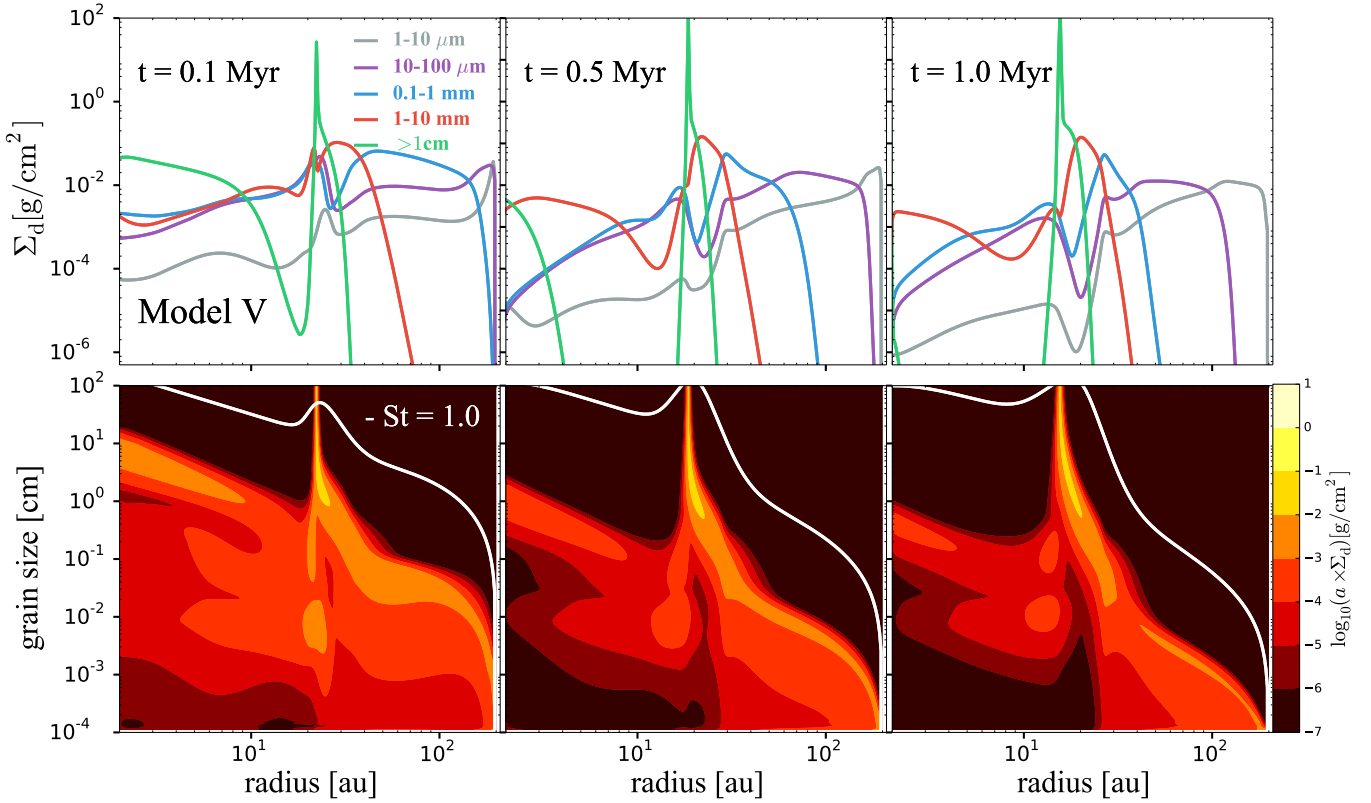 10²
10⁰
10⁻²
10⁻⁴
10⁻⁶
Σ_d[g/cm²]
t = 0.1 Myr
1-10 μm
10-100 μm
0.1-1 mm
1-10 mm
>1cm
Model V
t = 0.5 Myr
t = 1.0 Myr
10²
10¹
10⁰
10⁻¹
10⁻²
10⁻³
10⁻⁴
grain size [cm]
- St = 1.0
10¹ 10²
10¹ 10²
10¹ 10²
radius [au]
radius [au]
radius [au]
1
0
−1
−2
−3
−4
−5
−6
−7
log₁₀(a ×Σ_d)[g/cm²]